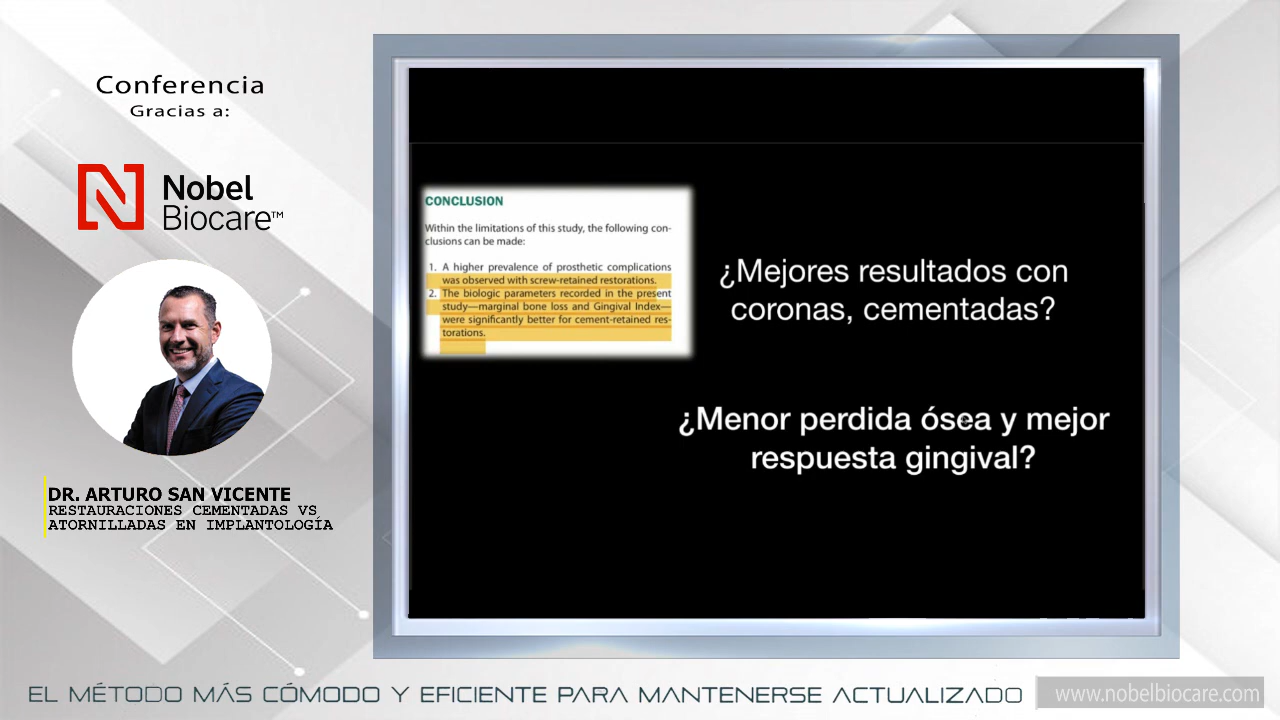 Conferencia
Gracias a:
Nobel
Biocare™
DR. ARTURO SAN VICENTE
RESTAURACIONES CEMENTADAS VS
ATORNILLADAS EN IMPLANTOLOGÍA
CONCLUSION
Within the limitations of this study, the following con-
clusions can be made:
1. A higher prevalence of prosthetic complications
was observed with screw-retained restorations.
2. The biologic parameters recorded in the present
study—marginal bone loss and Gingival Index—
were significantly better for cement-retained res-
torations.
¿Mejores resultados con
coronas, cementadas?
¿Menor perdida ósea y mejor
respuesta gingival?
EL MÉTODO MÁS CÓMODO Y EFICIENTE PARA MANTENERSE ACTUALIZADO
www.nobelbiocare.com